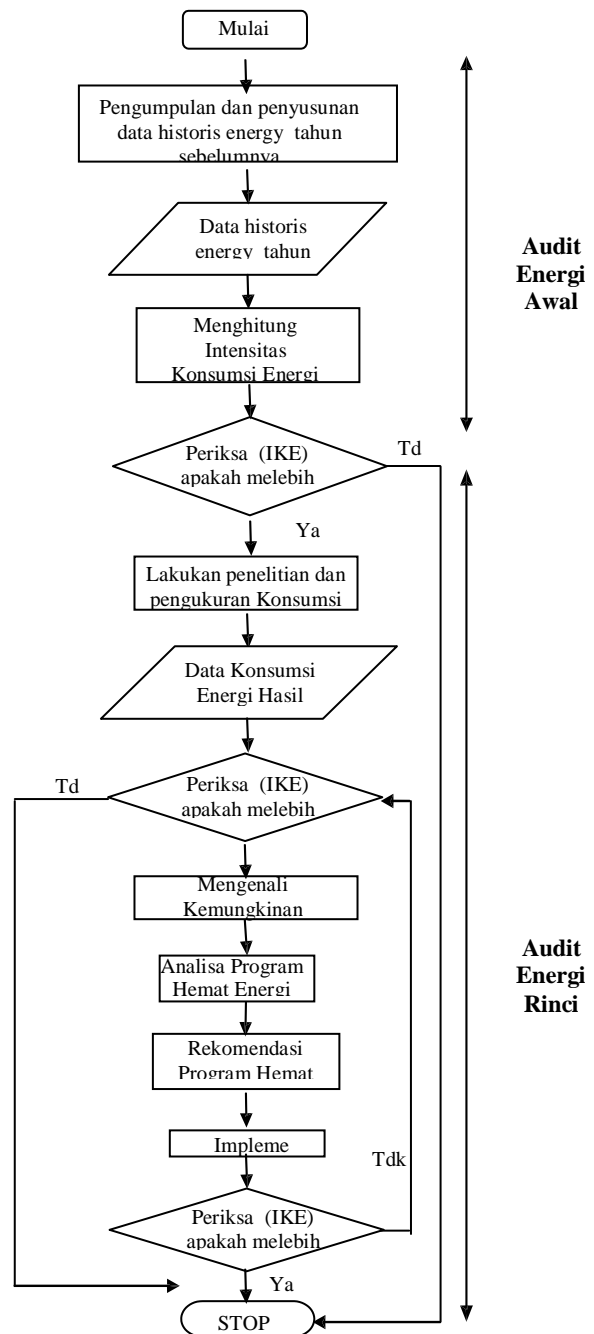 Mulai
Pengumpulan dan penyusunan
data historis energy tahun
sebelumnya
Data historis
energy tahun
Audit
Energi
Awal
Menghitung
Intensitas
Konsumsi Energi
Periksa (IKE)
apakah melebih
Td
Ya
Lakukan penelitian dan
pengukuran Konsumsi
Data Konsumsi
Energi Hasil
Td
Periksa (IKE)
apakah melebih
Mengenali
Kemungkinan
Analisa Program
Hemat Energi
Audit
Energi
Rinci
Rekomendasi
Program Hemat
Impleme
Tdk
Periksa (IKE)
apakah melebih
Ya
STOP